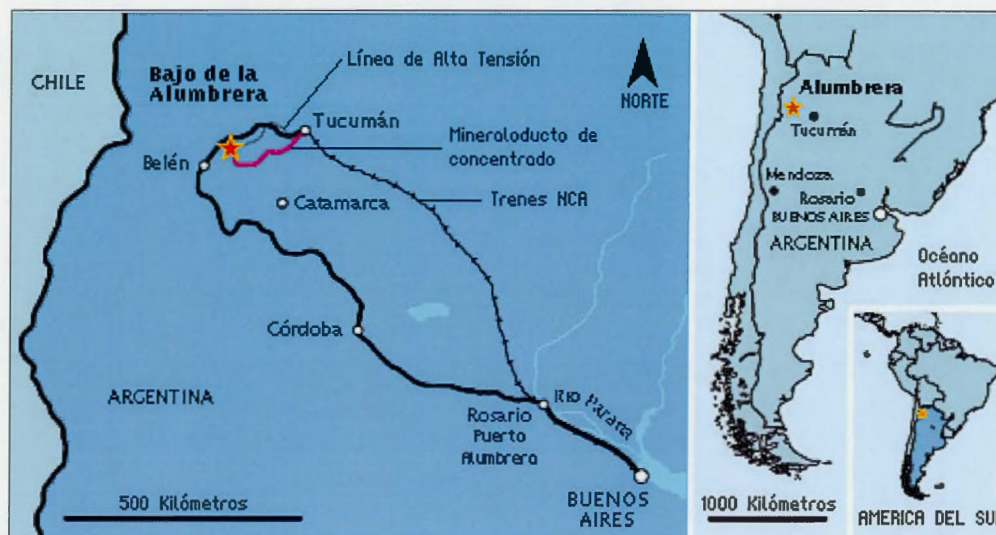 CHILE
Bajo de la
Alumbrera
Línea de Alta Tensión
NORTE
Tucumán
Mineraloducto de
concentrado
Belén
Catamarca
Trenes NCA
Córdoba
ARGENTINA
Rio Parana
Rosario
Puerto
Alumbrera
BUENOS
AIRES
500 Kilómetros
Alumbrera
Tucumán
Mendoza
Rosario
BUENOS AIRES
ARGENTINA
Océano
Atlóntico
1000 Kilómetros
AMERICA DEL SU